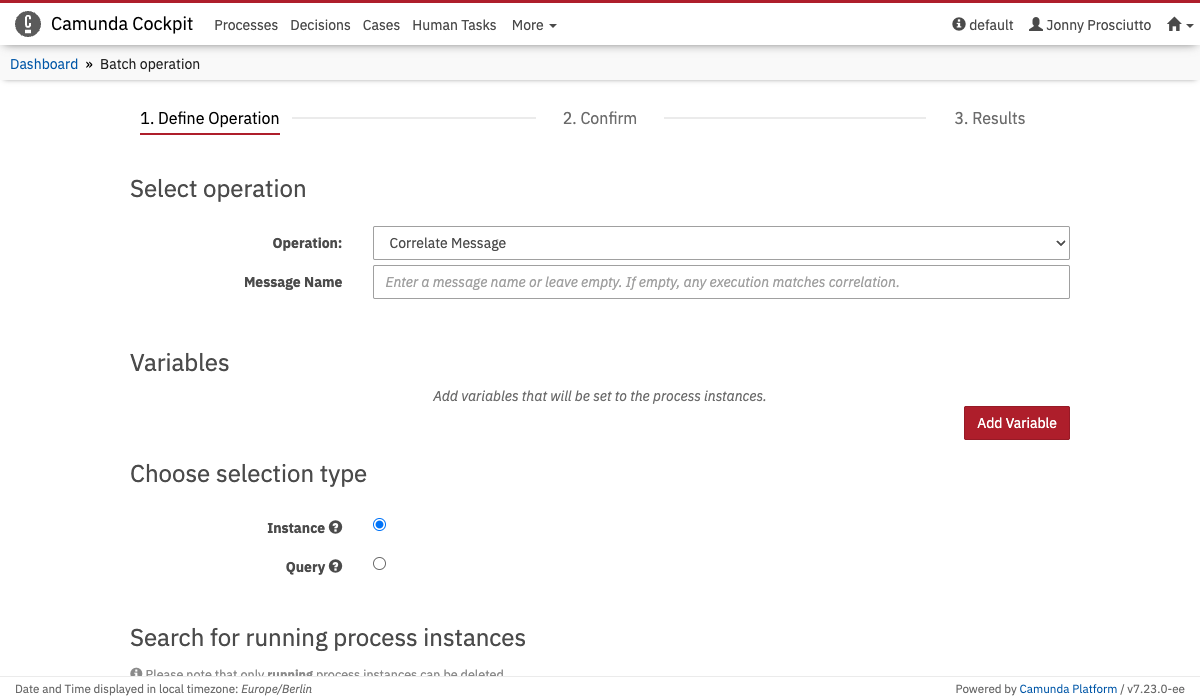 Camunda Cockpit Processes Decisions Cases Human Tasks More default Jonny Prosciutto
Dashboard » Batch operation
1. Define Operation 2. Confirm 3. Results
Select operation
Operation: Correlate Message
Message Name Enter a message name or leave empty. If empty, any execution matches correlation.
Variables
Add variables that will be set to the process instances.
Add Variable
Choose selection type
Instance
Query
Search for running process instances
Please note that only running process instances can be deleted
Date and Time displayed in local timezone: Europe/Berlin Powered by Camunda Platform / v7.23.0-ee